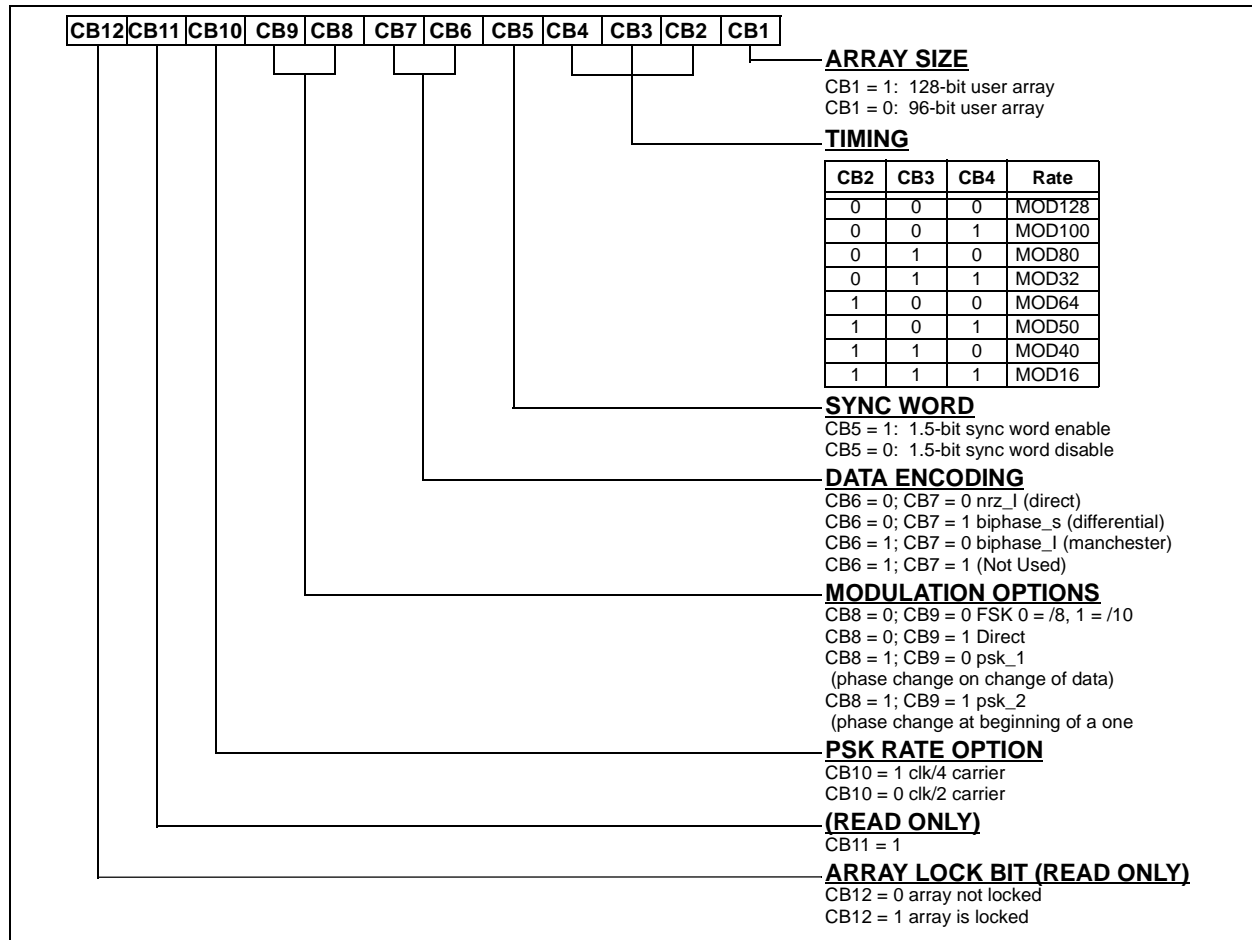 CB12 CB11 CB10 CB9 CB8 CB7 CB6 CB5 CB4 CB3 CB2 CB1
ARRAY SIZE
CB1 = 1: 128-bit user array
CB1 = 0: 96-bit user array
TIMING
CB2 CB3 CB4 Rate
0 0 0 MOD128
0 0 1 MOD100
0 1 0 MOD80
0 1 1 MOD32
1 0 0 MOD64
1 0 1 MOD50
1 1 0 MOD40
1 1 1 MOD16
SYNC WORD
CB5 = 1: 1.5-bit sync word enable
CB5 = 0: 1.5-bit sync word disable
DATA ENCODING
CB6 = 0; CB7 = 0 nrz_l (direct)
CB6 = 0; CB7 = 1 biphase_s (differential)
CB6 = 1; CB7 = 0 biphase_l (manchester)
CB6 = 1; CB7 = 1 (Not Used)
MODULATION OPTIONS
CB8 = 0; CB9 = 0 FSK 0 = /8, 1 = /10
CB8 = 0; CB9 = 1 Direct
CB8 = 1; CB9 = 0 psk_1
(phase change on change of data)
CB8 = 1; CB9 = 1 psk_2
(phase change at beginning of a one
PSK RATE OPTION
CB10 = 1 clk/4 carrier
CB10 = 0 clk/2 carrier
(READ ONLY)
CB11 = 1
ARRAY LOCK BIT (READ ONLY)
CB12 = 0 array not locked
CB12 = 1 array is locked